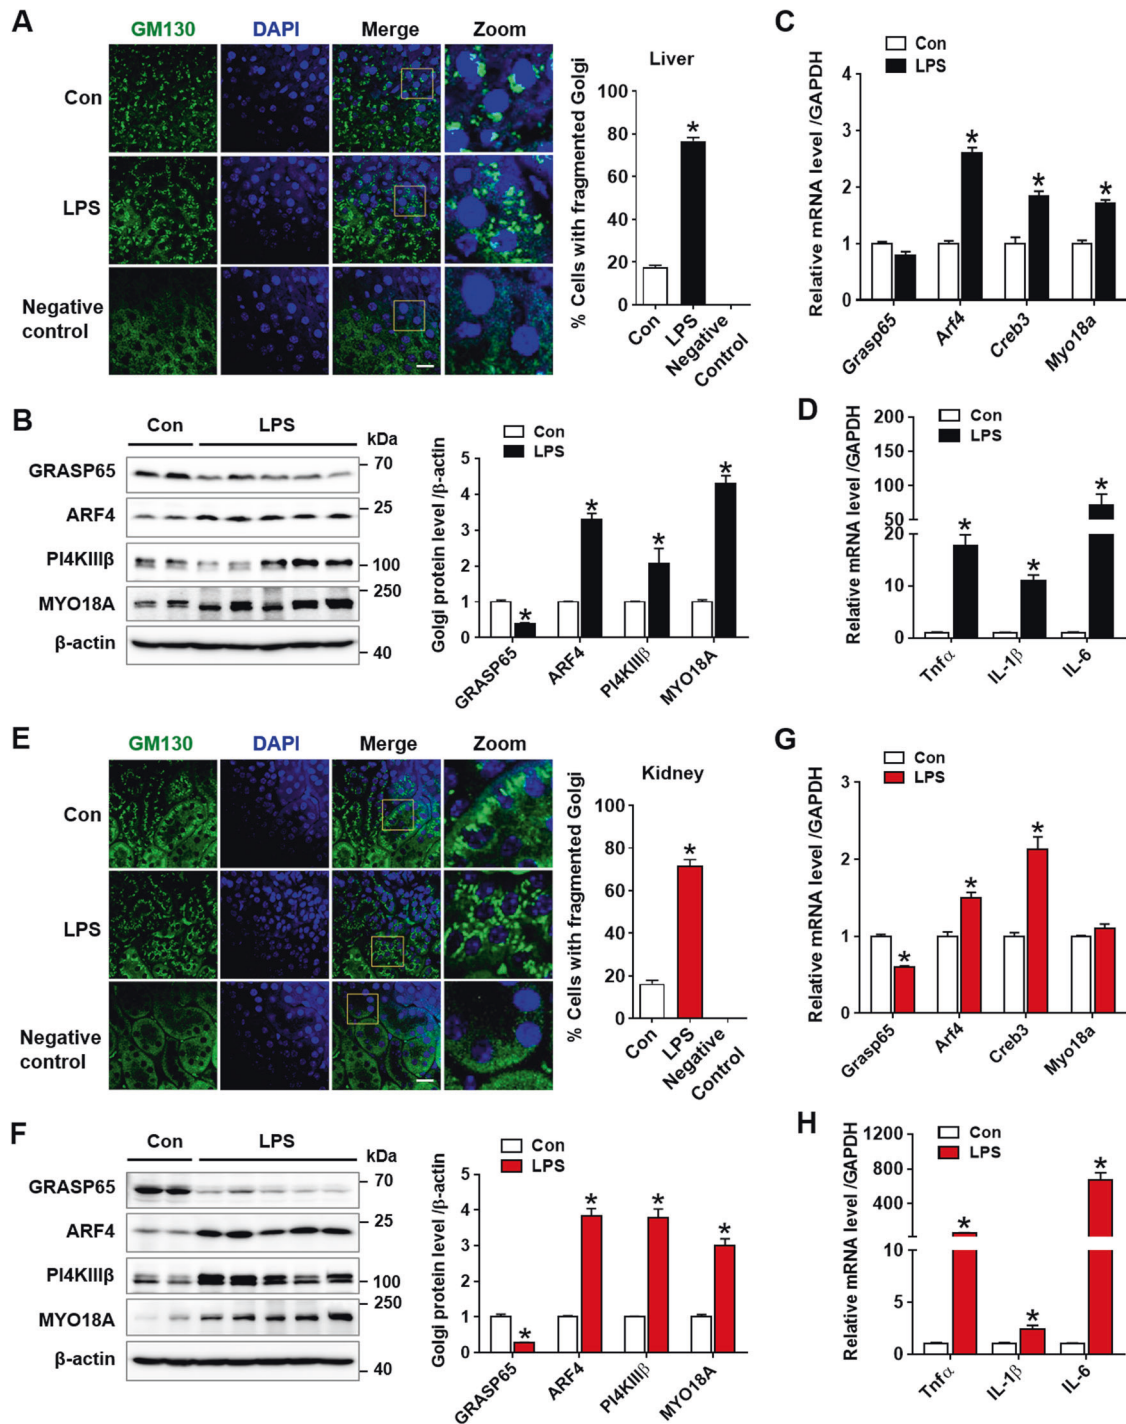 A
GM130 DAPI Merge Zoom
Con
LPS
Negative
control
Liver
% Cells with fragmented Golgi
100
80
60
40
20
0
Con
LPS
Negative
Control
C
Con
LPS
Relative mRNA level /GAPDH
4
3
2
1
0
Grasp65
Arf4
Creb3
Myo18a
* * *
B
Con LPS
kDa
GRASP65
70
ARF4
25
PI4KIIIβ
100
MYO18A
250
β-actin
40
Con
LPS
Golgi protein level /β-actin
5
4
3
2
1
0
GRASP65
ARF4
PI4KIIIβ
MYO18A
* * * *
D
Con
LPS
Relative mRNA level /GAPDH
200
150
100
50
20
10
0
Tnfα
IL-1β
IL-6
* * *
E
GM130 DAPI Merge Zoom
Con
LPS
Negative
control
Kidney
% Cells with fragmented Golgi
100
80
60
40
20
0
*
*
Con
LPS
Negative
Control
G
Con
LPS
Relative mRNA level /GAPDH
3
2
1
0
Grasp65
Arf4
Creb3
Myo18a
* * *
F
Con LPS
kDa
GRASP65
70
ARF4
25
PI4KIIIβ
100
MYO18A
250
β-actin
40
Con
LPS
Golgi protein level /β-actin
5
4
3
2
1
0
GRASP65
ARF4
PI4KIIIβ
MYO18A
* * * *
H
Con
LPS
Relative mRNA level /GAPDH
1200
800
400
10
5
0
Tnfα
IL-1β
IL-6
* * *